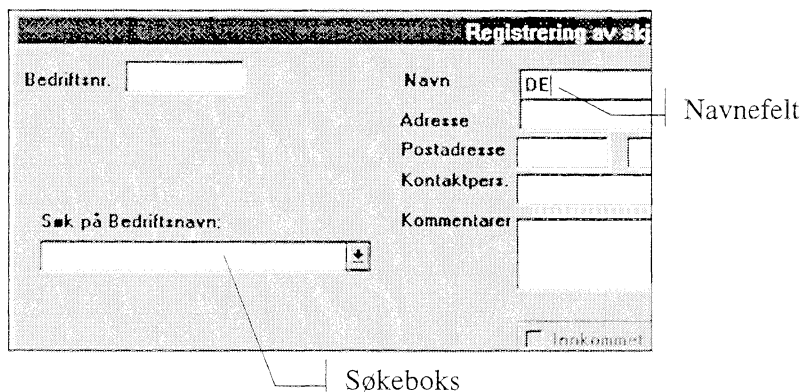 Registrering av skj
Bedriftsnr.
Navn DE
Navnefelt
Adresse
Postadresse
Kontaktpers.
Søk på Bedriftsnavn:
Kommentarer
Innkommet
Søkeboks